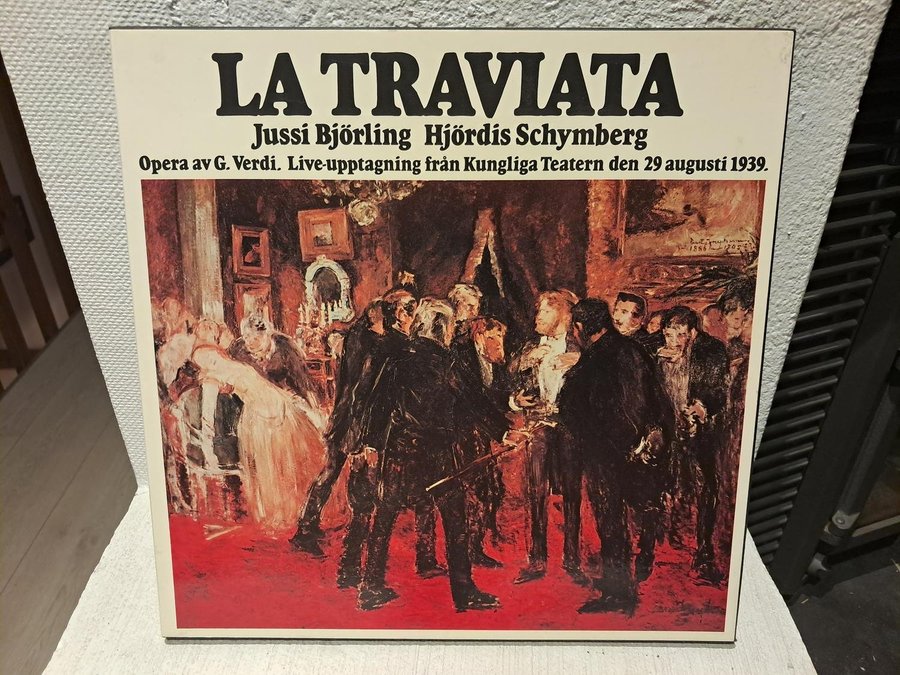 LA TRAVIATA
Jussi Björling Hjördis Schymberg
Opera av G. Verdi. Live-upptagning från Kungliga Teatern den 29 augusti 1939.